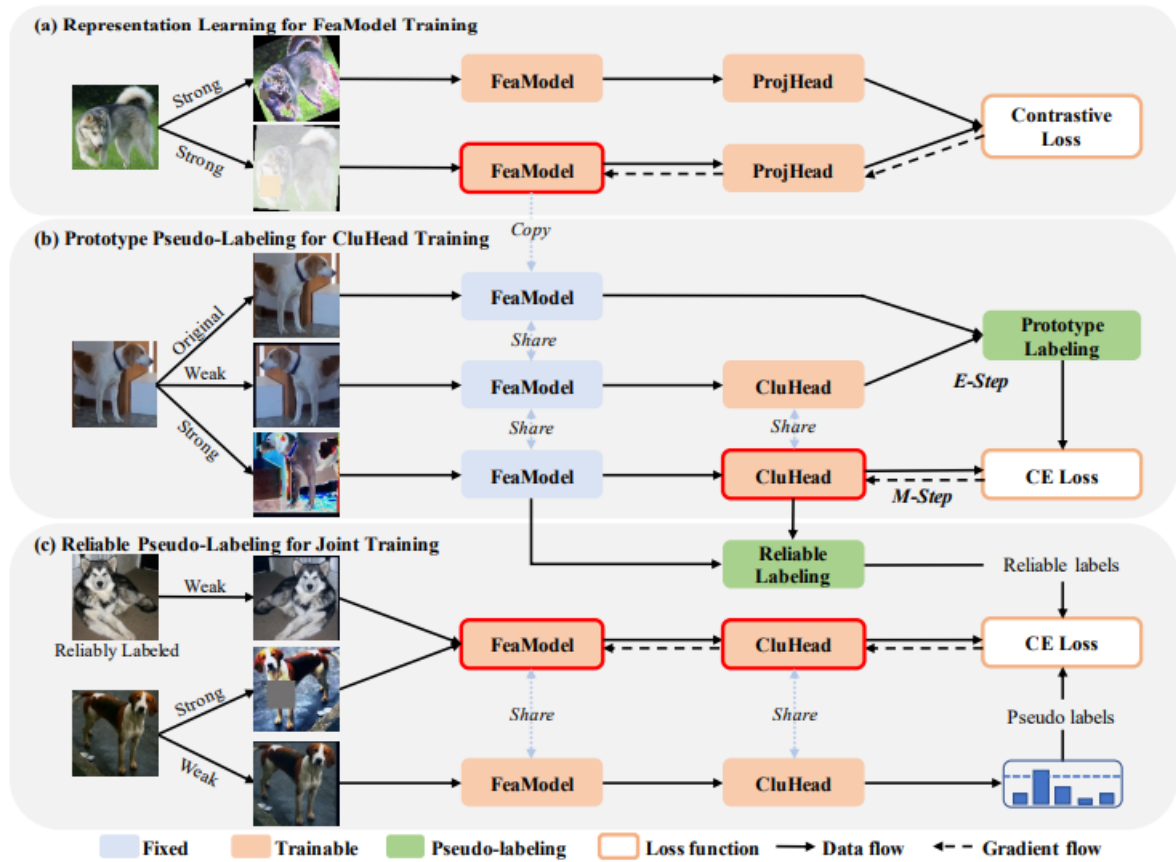 (a) Representation Learning for FeaModel Training
Strong
Strong
FeaModel
ProjHead
Contrastive
Loss
FeaModel
ProjHead
Copy
(b) Prototype Pseudo-Labeling for CluHead Training
Original
Weak
Strong
FeaModel
Share
FeaModel
CluHead
Prototype
Labeling
E-Step
Share
Share
FeaModel
CluHead
M-Step
CE Loss
(c) Reliable Pseudo-Labeling for Joint Training
Reliable
Labeling
Reliable labels
Weak
Reliably Labeled
FeaModel
CluHead
CE Loss
Strong
Weak
Share
Share
Pseudo labels
FeaModel
CluHead
Fixed
Trainable
Pseudo-labeling
Loss function
Data flow
Gradient flow